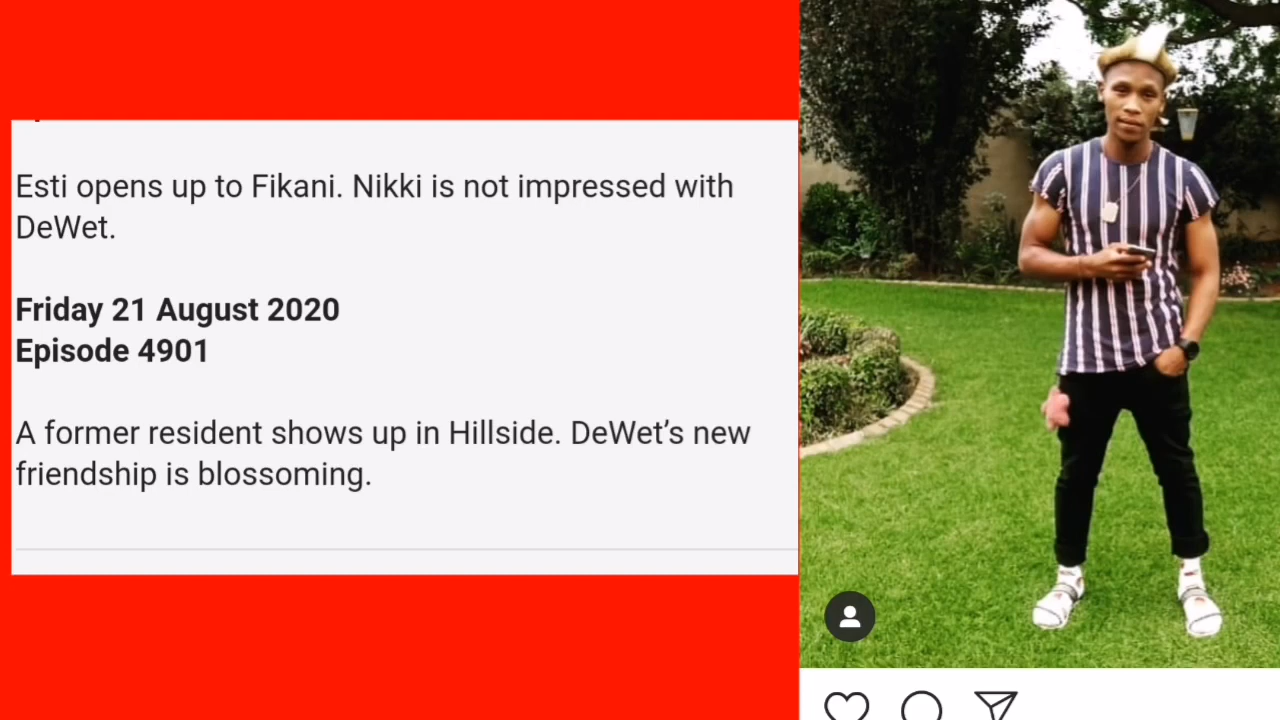 Esti opens up to Fikani. Nikki is not impressed with
DeWet.
Friday 21 August 2020
Episode 4901
A former resident shows up in Hillside. DeWet’s new
friendship is blossoming.